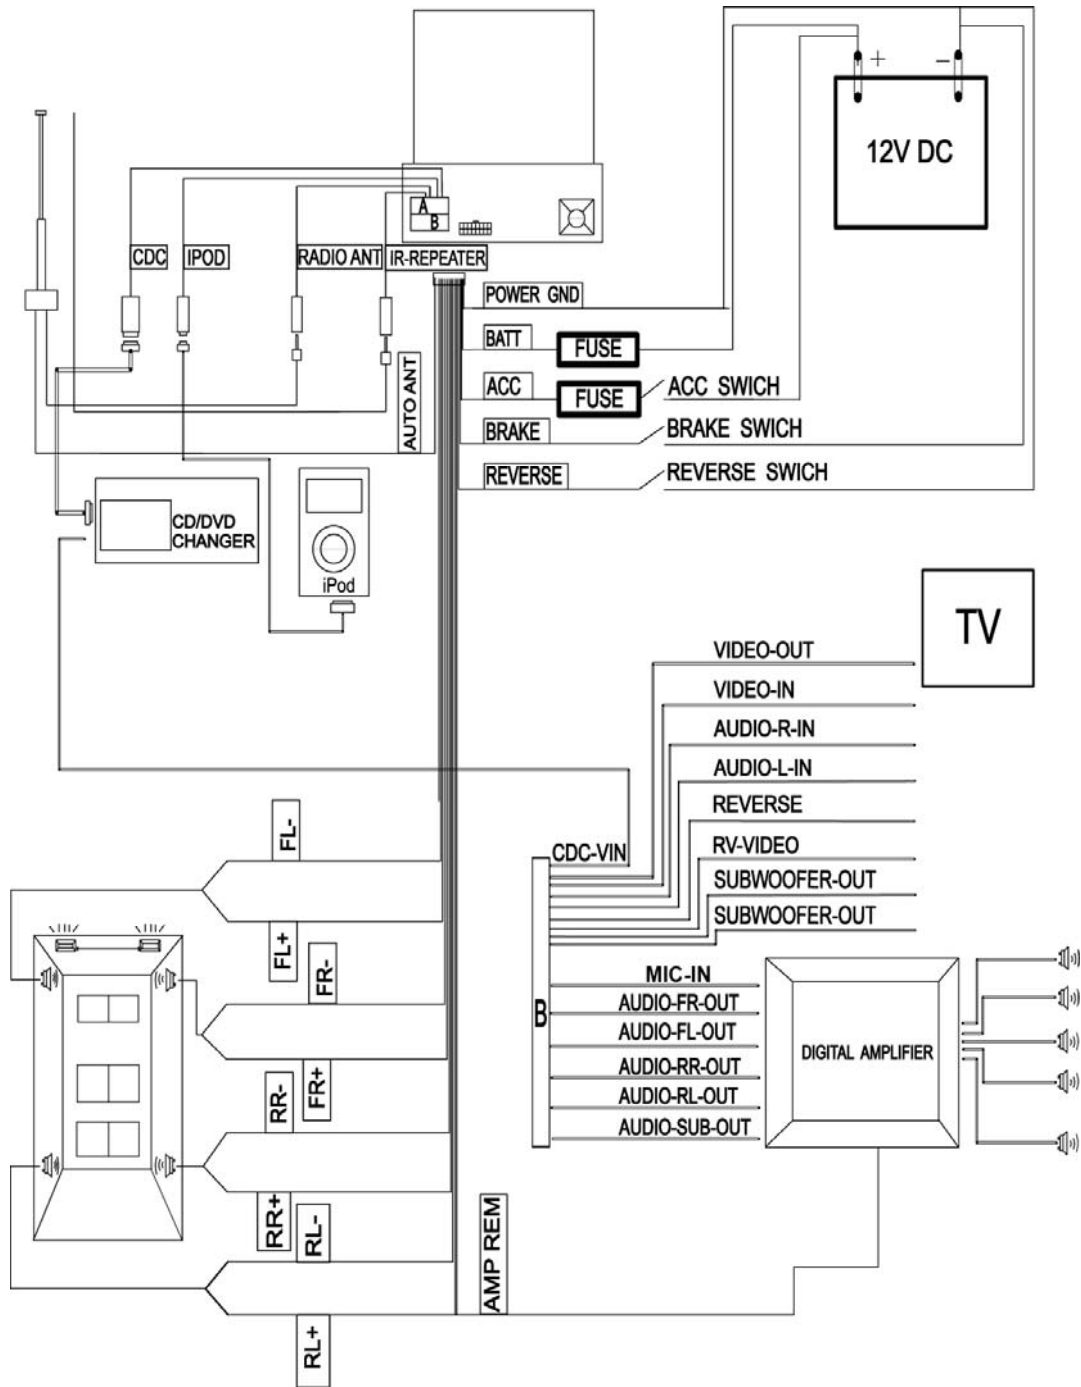 +
−
12V DC
A
B
CDC
IPOD
RADIO ANT
IR-REPEATER
POWER GND
BATT
FUSE
ACC
FUSE
ACC SWICH
AUTO ANT
BRAKE
BRAKE SWICH
REVERSE
REVERSE SWICH
CD/DVD
CHANGER
iPod
TV
VIDEO-OUT
VIDEO-IN
AUDIO-R-IN
AUDIO-L-IN
REVERSE
CDC-VIN
RV-VIDEO
SUBWOOFER-OUT
SUBWOOFER-OUT
FL-
FL+
FR-
FR+
RR-
RR+
RL-
RL+
B
MIC-IN
AUDIO-FR-OUT
AUDIO-FL-OUT
AUDIO-RR-OUT
AUDIO-RL-OUT
AUDIO-SUB-OUT
DIGITAL AMPLIFIER
AMP REM